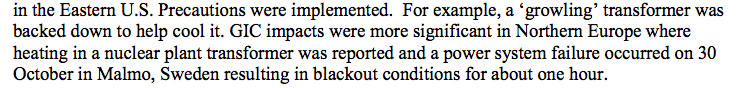 in the Eastern U.S. Precautions were implemented.  For example, a ‘growling’ transformer was
backed down to help cool it. GIC impacts were more significant in Northern Europe where
heating in a nuclear plant transformer was reported and a power system failure occurred on 30
October in Malmo, Sweden resulting in blackout conditions for about one hour.